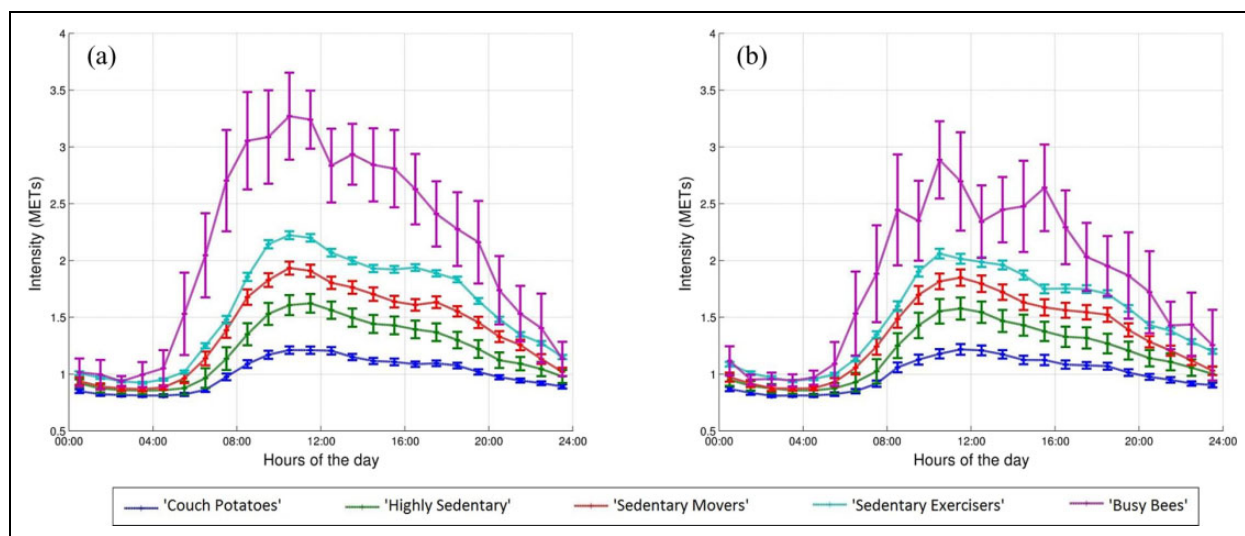 (a)
4
3.5
3
2.5
2
1.5
1
0.5
Intensity (METs)
00:00 04:00 08:00 12:00 16:00 20:00 24:00
Hours of the day
(b)
4
3.5
3
2.5
2
1.5
1
0.5
Intensity (METs)
00:00 04:00 08:00 12:00 16:00 20:00 24:00
Hours of the day
'Couch Potatoes' 'Highly Sedentary' 'Sedentary Movers' 'Sedentary Exercisers' 'Busy Bees'